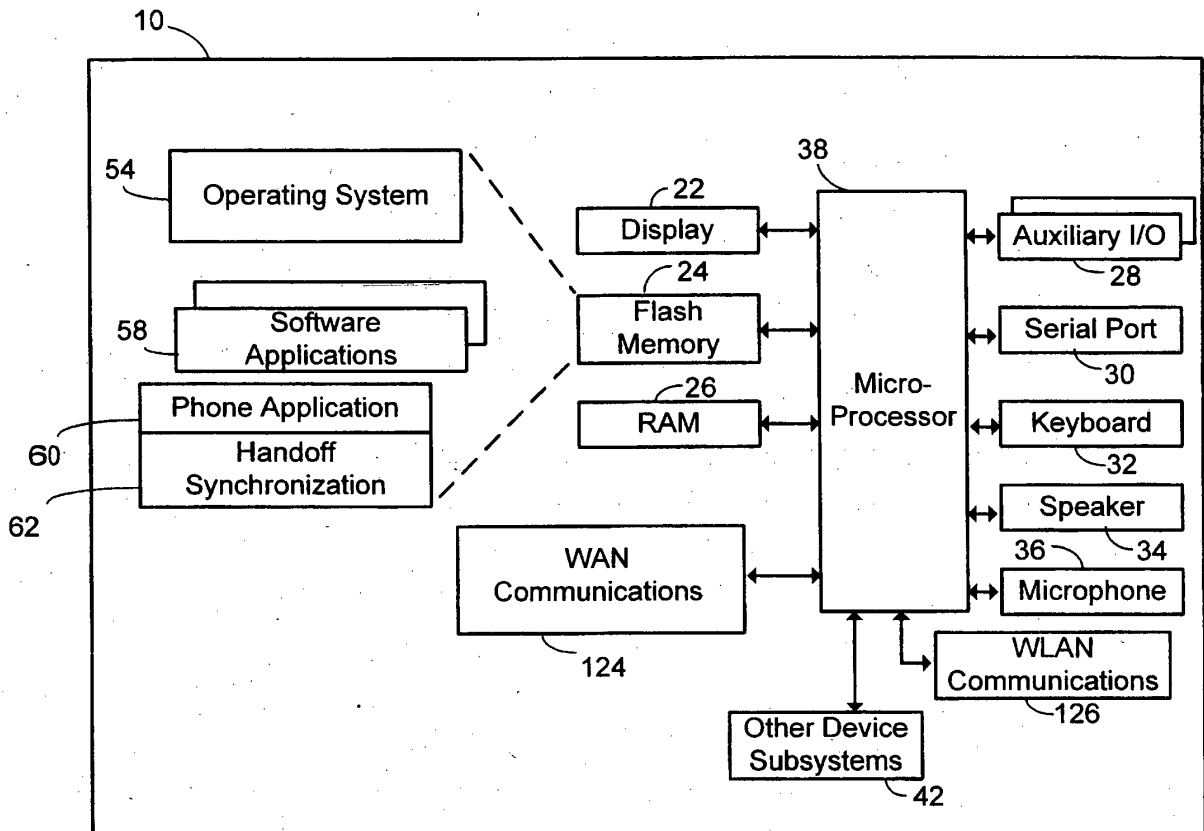 10
54
Operating System
58
Software
Applications
Phone Application
60
Handoff
Synchronization
62
22
Display
24
Flash
Memory
26
RAM
WAN
Communications
124
38
Micro-
Processor
Auxiliary I/O
28
Serial Port
30
Keyboard
32
Speaker
34
36
Microphone
WLAN
Communications
126
Other Device
Subsystems
42